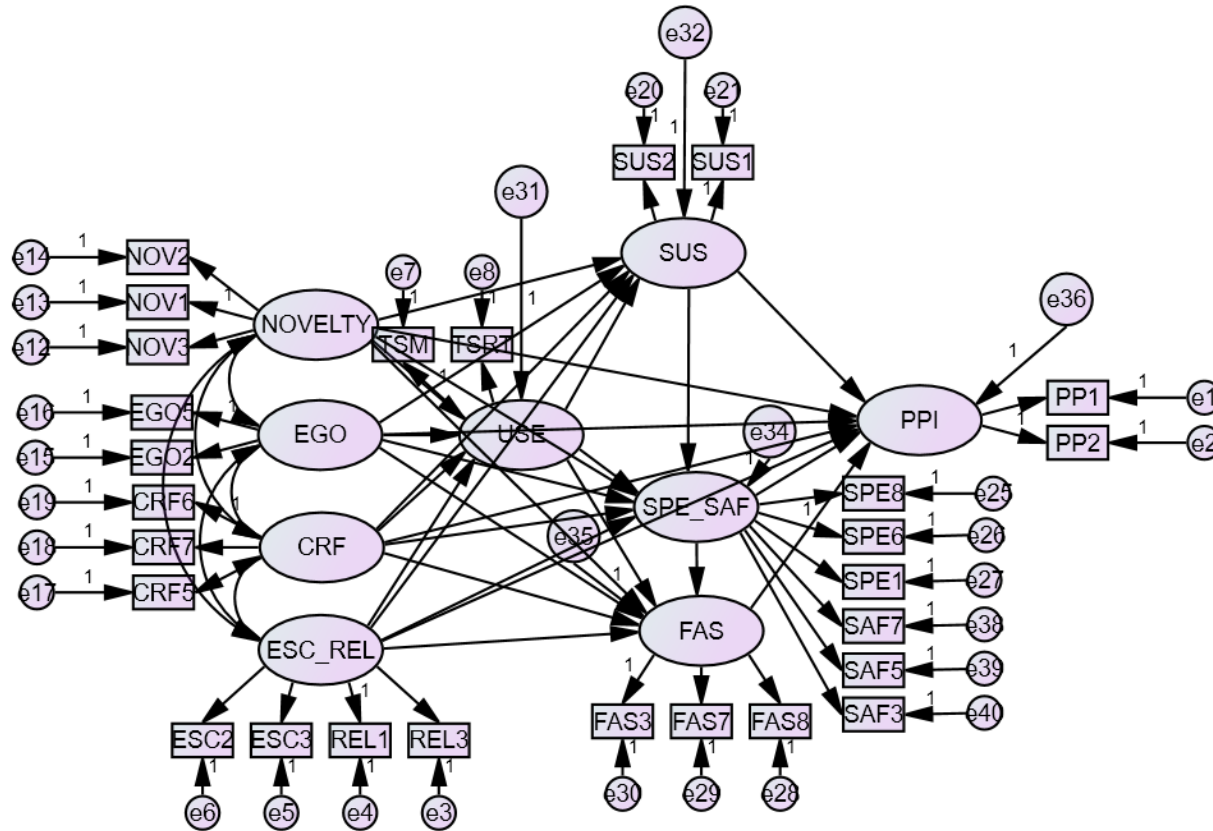 e32
e20
e21
1
1
1
SUS2
SUS1
1
e31
SUS
e14
1
NOV2
e13
1
NOV1
1
e12
1
NOV3
NOVELTY
e7
1
TSM
e8
1
TSRT
1
e36
1
e16
1
EGO5
1
e15
1
EGO2
EGO
USE
PPI
PP1
1
e1
1
PP2
1
e2
e34
1
e19
1
CRF6
1
e18
1
CRF7
e17
1
CRF5
CRF
SPE_SAF
e35
1
1
SPE8
1
e25
SPE6
1
e26
SPE1
1
e27
SAF7
1
e38
SAF5
1
e39
SAF3
1
e40
ESC_REL
FAS
1
ESC2
ESC3
REL1
REL3
1
1
1
1
e6
e5
e4
e3
1
FAS3
FAS7
FAS8
1
1
1
e30
e29
e28